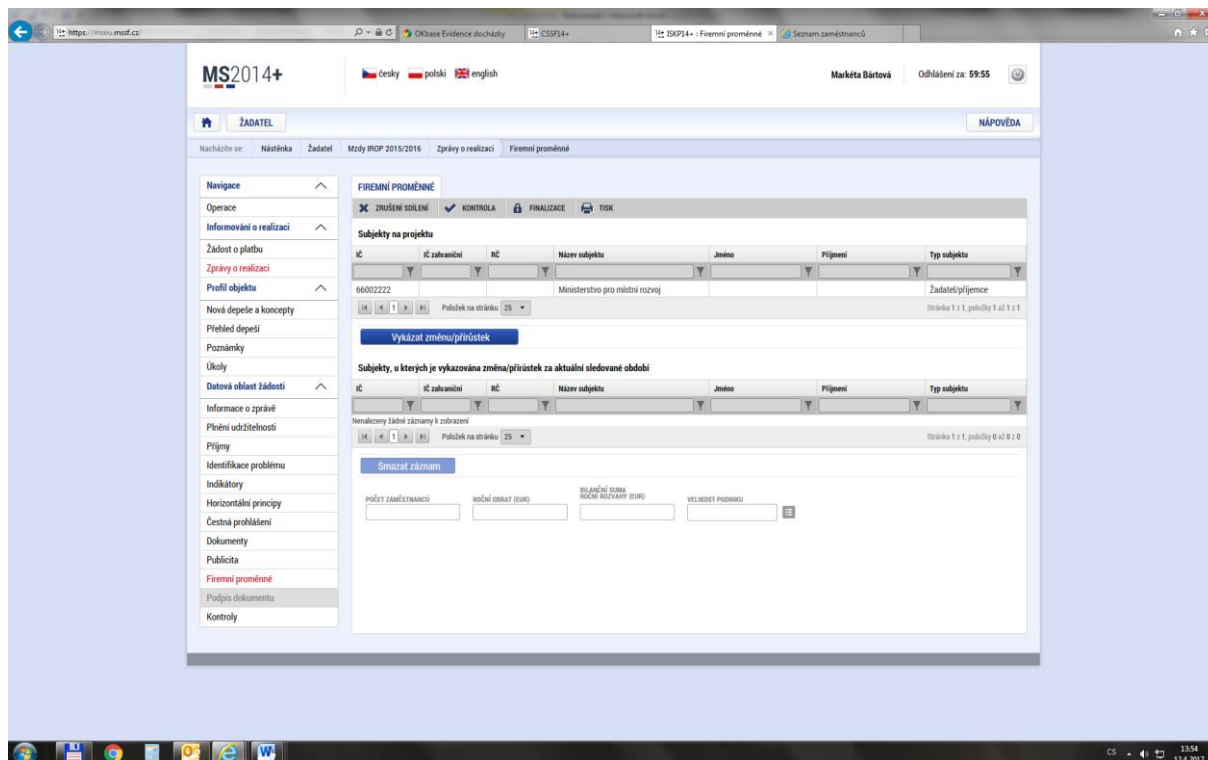 https://mseu.mssf.cz/
OKbase Evidence docházky
CSSF14+
ISKP14+ : Firemní proměnné
Seznam zaměstnanců
MS2014+
česky
polski
english
Markéta Bártová
Odhlášení za: 59:55
ŽADATEL
NÁPOVĚDA
Nacházíte se: Nástěnka Žadatel Mzdy IROP 2015/2016 Zprávy o realizaci Firemní proměnné
Navigace
Operace
Informování o realizaci
Žádost o platbu
Zprávy o realizaci
Profil objektu
Nová depeše a koncepty
Přehled depeší
Poznámky
Úkoly
Datová oblast žádosti
Informace o zprávě
Plnění udržitelnosti
Příjmy
Identifikace problému
Indikátory
Horizontální principy
Čestná prohlášení
Dokumenty
Publicita
Firemní proměnné
Podpis dokumentu
Kontroly
FIREMNÍ PROMĚNNÉ
ZRUŠENÍ SDÍLENÍ KONTROLA FINALIZACE TISK
Subjekty na projektu
IČ IČ zahraniční RČ Název subjektu Jméno Příjmení Typ subjektu
66002222 Ministerstvo pro místní rozvoj Žadatel/příjemce
1 Položek na stránku 25 Stránka 1 z 1, položky 1 až 1 z 1
Vykázat změnu/přírůstek
Subjekty, u kterých je vykazována změna/přírůstek za aktuální sledované období
IČ IČ zahraniční RČ Název subjektu Jméno Příjmení Typ subjektu
Nenalezeny žádné záznamy k zobrazení
1 Položek na stránku 25 Stránka 1 z 1, položky 0 až 0 z 0
Smazat záznam
POČET ZAMĚSTNANCŮ
ROČNÍ OBRAT (EUR)
BILANČNÍ SUMA
ROČNÍ ROZVAHY (EUR)
VELIKOST PODNIKU
CS
13:54
12.4.2017